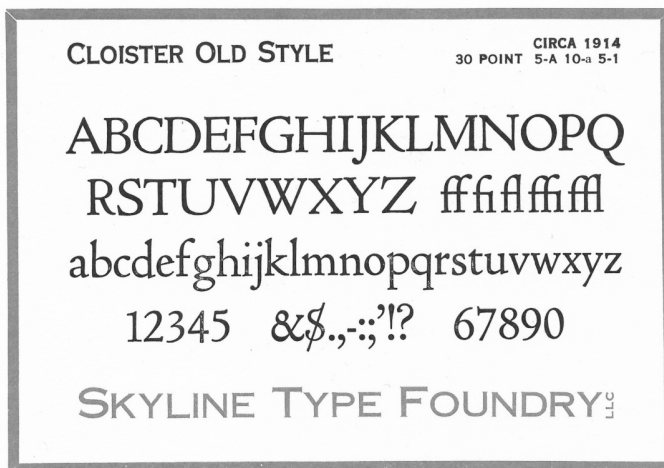 CLOISTER OLD STYLE
CIRCA 1914
30 POINT 5-A 10-a 5-1
ABCDEFGHIJKLMNOPQ
RSTUVWXYZ fffiflffiffl
abcdefghijklmnopqrstuvwxyz
12345 &$.,-:;’!? 67890
SKYLINE TYPE FOUNDRY LLC